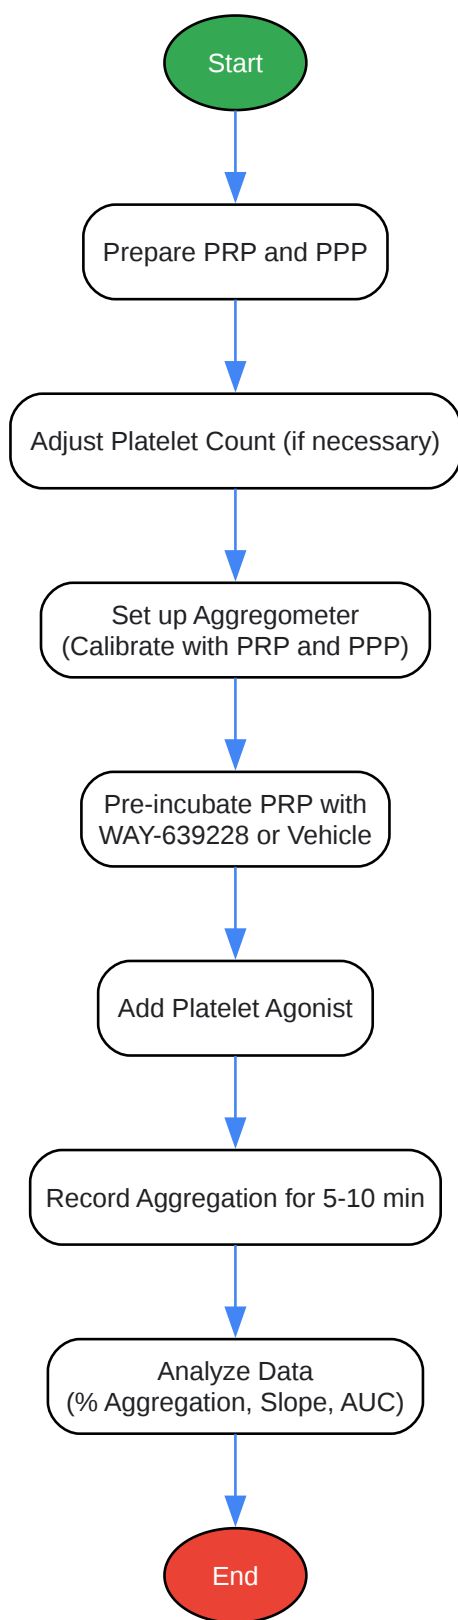 Start
Prepare PRP and PPP
Adjust Platelet Count (if necessary)
Set up Aggregometer
(Calibrate with PRP and PPP)
Pre-incubate PRP with
WAY-639228 or Vehicle
Add Platelet Agonist
Record Aggregation for 5-10 min
Analyze Data
(% Aggregation, Slope, AUC)
End